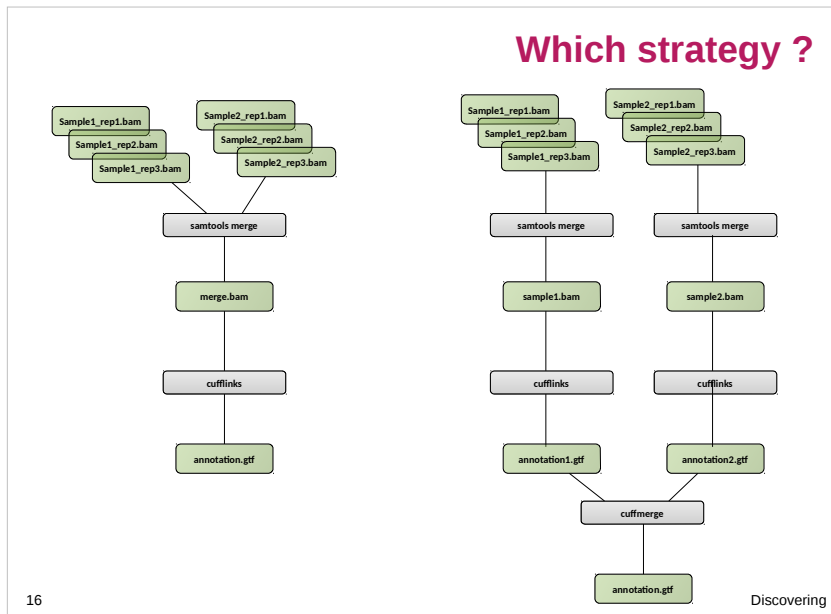 Which strategy ?
Sample1_rep1.bam
Sample1_rep2.bam
Sample1_rep3.bam
Sample2_rep1.bam
Sample2_rep2.bam
Sample2_rep3.bam
samtools merge
merge.bam
cufflinks
annotation.gtf
Sample1_rep1.bam
Sample1_rep2.bam
Sample1_rep3.bam
Sample2_rep1.bam
Sample2_rep2.bam
Sample2_rep3.bam
samtools merge
samtools merge
sample1.bam
sample2.bam
cufflinks
cufflinks
annotation1.gtf
annotation2.gtf
cuffmerge
annotation.gtf
16
Discovering